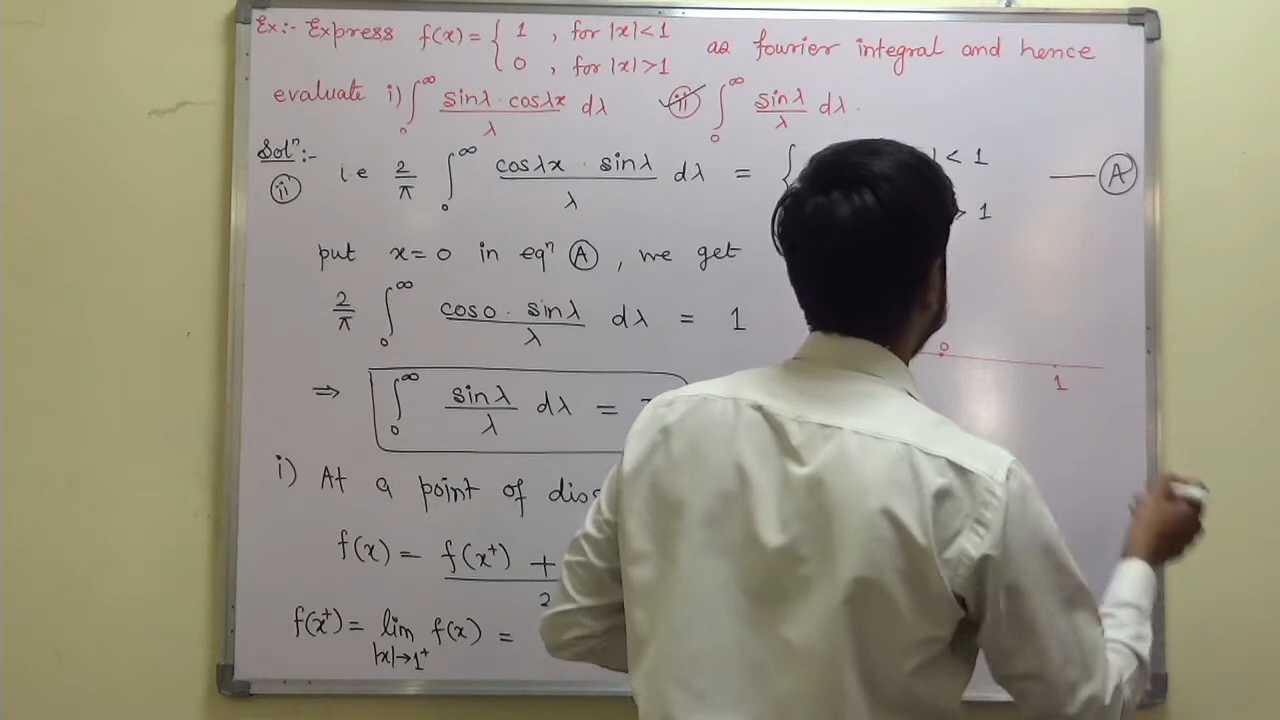 Ex:- Express f(x) = { 1 , for |x| < 1
0 , for |x| > 1 as fourier integral and hence
evaluate i) ∫₀^∞ sinλ · cosλx / λ dλ ✓ (ii) ∫₀^∞ sinλ / λ dλ.
Solⁿ:-
(ii) i e 2/π ∫₀^∞ cosλx · sinλ / λ dλ = { < 1 — (A)
> 1
put x = 0 in eqⁿ (A), we get
2/π ∫₀^∞ cos0 · sinλ / λ dλ = 1
0 1
⇒ ∫₀^∞ sinλ / λ dλ =
i) At a point of
f(x) = f(x⁺) + / 2
f(x⁺) = lim |x|→1⁺ f(x) =